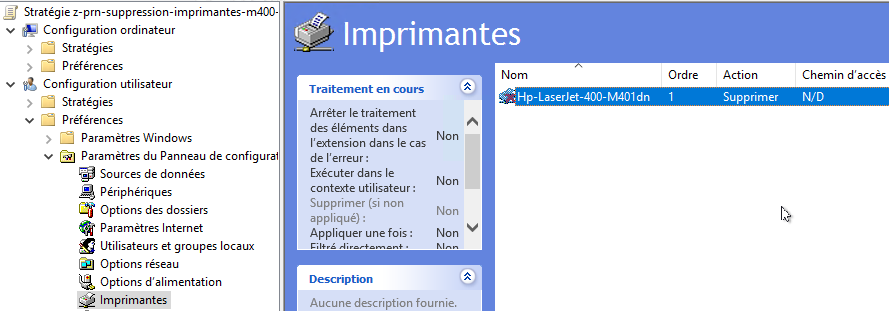 Stratégie z-prn-suppression-imprimantes-m400-
Configuration ordinateur
Stratégies
Préférences
Configuration utilisateur
Stratégies
Préférences
Paramètres Windows
Paramètres du Panneau de configurat
Sources de données
Périphériques
Options des dossiers
Paramètres Internet
Utilisateurs et groupes locaux
Options réseau
Options d'alimentation
Imprimantes
Imprimantes
Traitement en cours
Arrêter le traitement
des éléments dans
l'extension dans le cas Non
de l'erreur :
Exécuter dans le
contexte utilisateur : Non
Supprimer (si non
appliqué) : Non
Appliquer une fois : Non
Filtré directement : Non
Description
Aucune description fournie.
Nom Ordre Action Chemin d'accès
Hp-LaserJet-400-M401dn 1 Supprimer N/D